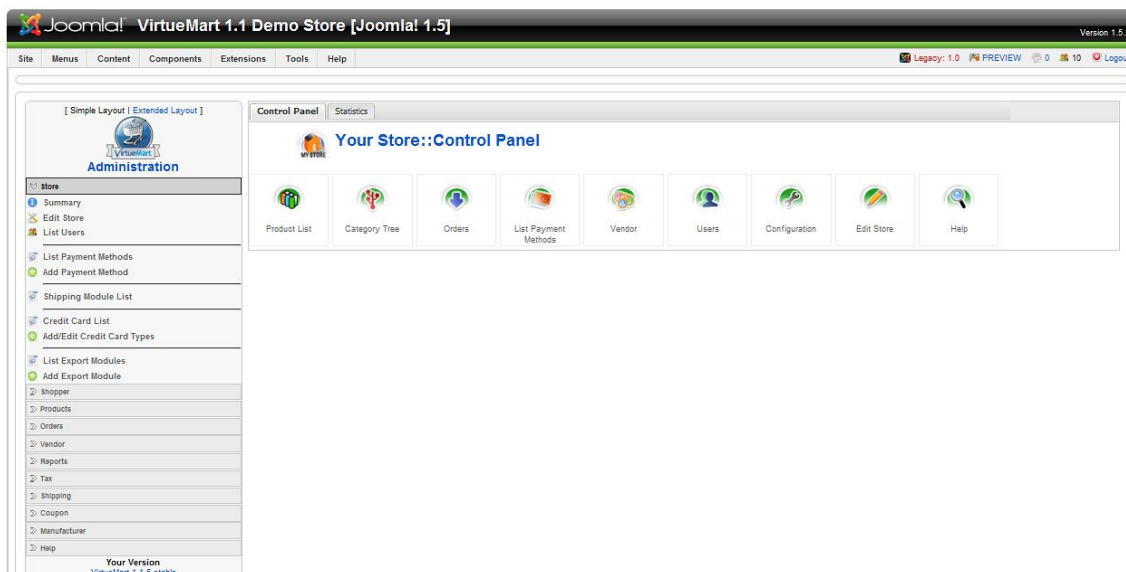 Joomla! VirtueMart 1.1 Demo Store [Joomla! 1.5]
Version 1.5.
Site Menus Content Components Extensions Tools Help Legacy: 1.0 PREVIEW 0 10 Logou
[ Simple Layout | Extended Layout ]
VirtueMart
Administration
Store
Summary
Edit Store
List Users
List Payment Methods
Add Payment Method
Shipping Module List
Credit Card List
Add/Edit Credit Card Types
List Export Modules
Add Export Module
Shopper
Products
Orders
Vendor
Reports
Tax
Shipping
Coupon
Manufacturer
Help
Your Version
VirtueMart 1.1.5 stable
Control Panel Statistics
MY STORE
Your Store::Control Panel
Product List Category Tree Orders List Payment Vendor Users Configuration Edit Store Help
Methods